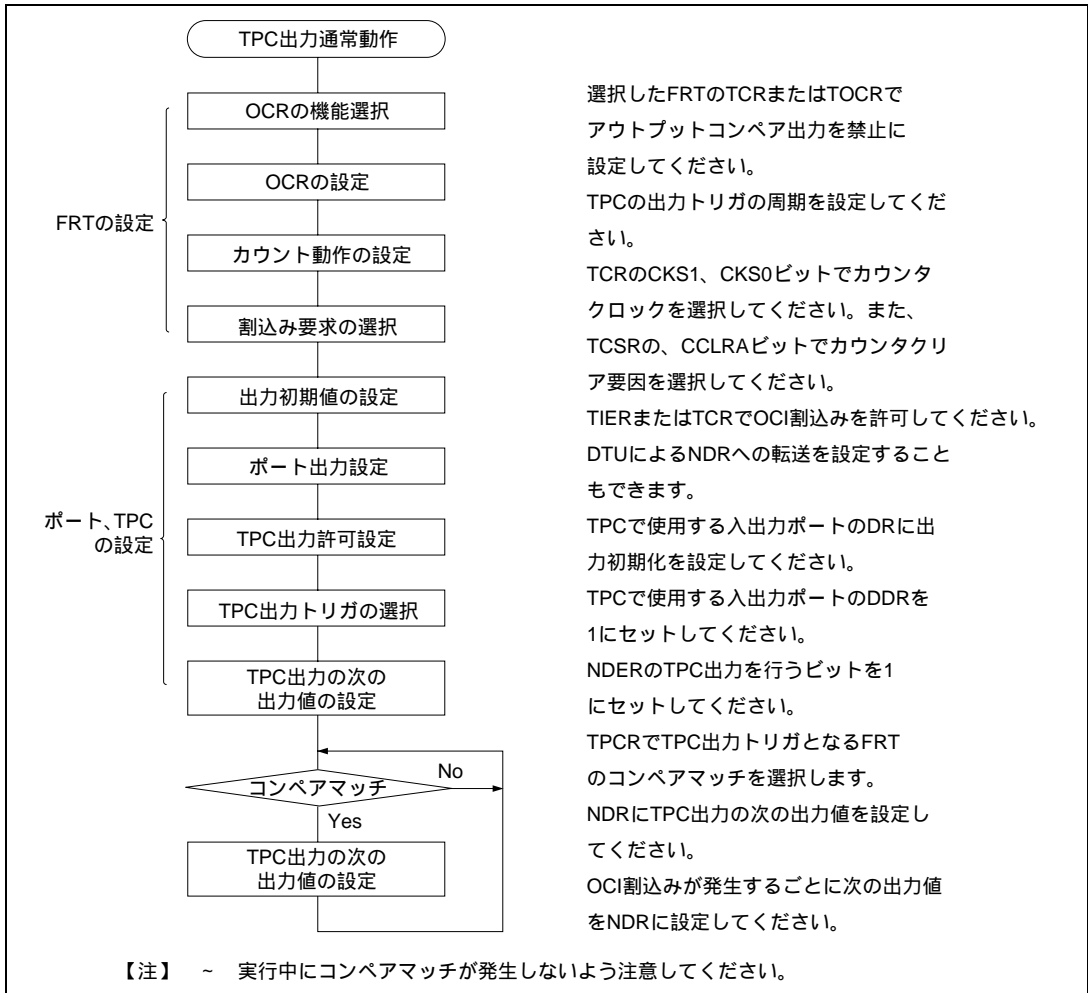 TPC出力通常動作
FRTの設定
OCRの機能選択
OCRの設定
カウント動作の設定
割込み要求の選択
ポート、TPC
の設定
出力初期値の設定
ポート出力設定
TPC出力許可設定
TPC出力トリガの選択
TPC出力の次の
出力値の設定
コンペアマッチ
No
Yes
TPC出力の次の
出力値の設定
選択したFRTのTCRまたはTOCRで
アウトプットコンペア出力を禁止に
設定してください。
TPCの出力トリガの周期を設定してくだ
さい。
TCRのCKS1、CKS0ビットでカウンタ
クロックを選択してください。また、
TCSRの、CCLRAビットでカウンタクリ
ア要因を選択してください。
TIERまたはTCRでOCI割込みを許可してください。
DTUによるNDRへの転送を設定すること
もできます。
TPCで使用する入出力ポートのDRに出
力初期化を設定してください。
TPCで使用する入出力ポートのDDRを
1にセットしてください。
NDERのTPC出力を行うビットを1
にセットしてください。
TPCRでTPC出力トリガとなるFRT
のコンペアマッチを選択します。
NDRにTPC出力の次の出力値を設定し
てください。
OCI割込みが発生するごとに次の出力値
をNDRに設定してください。
【注】 ~ 実行中にコンペアマッチが発生しないよう注意してください。